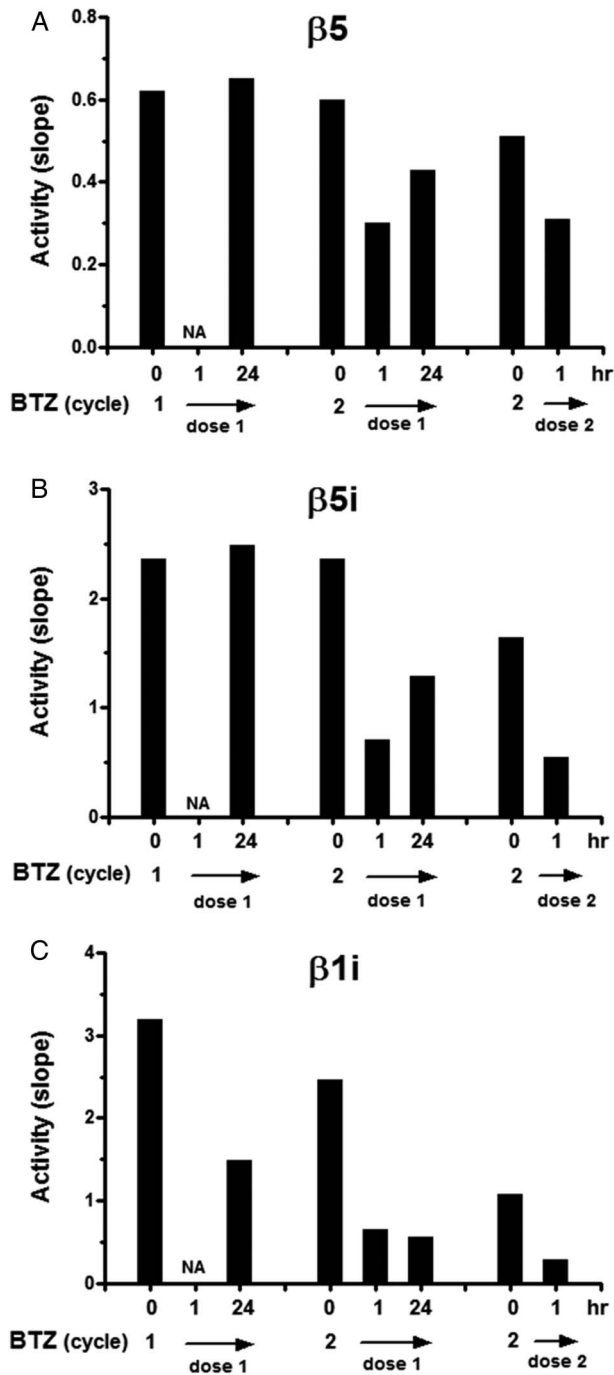 A
β5
Activity (slope)
0.8
0.6
0.4
0.2
0.0
NA
0 1 24 0 1 24 0 1 hr
BTZ (cycle) 1 dose 1 2 dose 1 2 dose 2
B
β5i
Activity (slope)
3
2
1
0
NA
0 1 24 0 1 24 0 1 hr
BTZ (cycle) 1 dose 1 2 dose 1 2 dose 2
C
β1i
Activity (slope)
4
3
2
1
0
NA
0 1 24 0 1 24 0 1 hr
BTZ (cycle) 1 dose 1 2 dose 1 2 dose 2